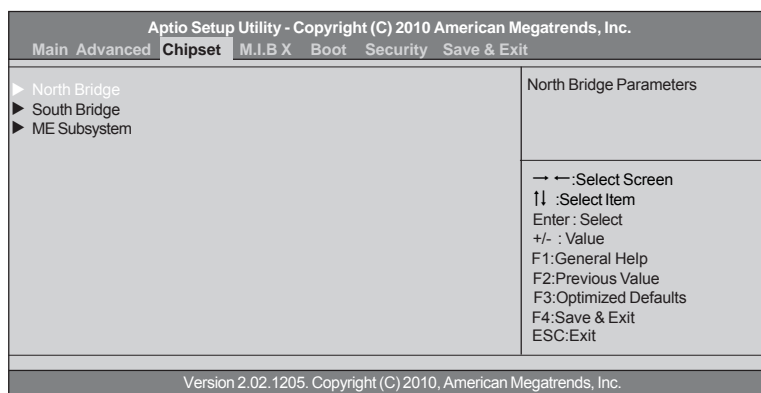 Aptio Setup Utility - Copyright (C) 2010 American Megatrends, Inc.
Main Advanced Chipset M.I.B X Boot Security Save & Exit
▶ North Bridge
▶ South Bridge
▶ ME Subsystem
North Bridge Parameters
→ ←:Select Screen
↑↓ :Select Item
Enter : Select
+/- : Value
F1:General Help
F2:Previous Value
F3:Optimized Defaults
F4:Save & Exit
ESC:Exit
Version 2.02.1205. Copyright (C) 2010, American Megatrends, Inc.